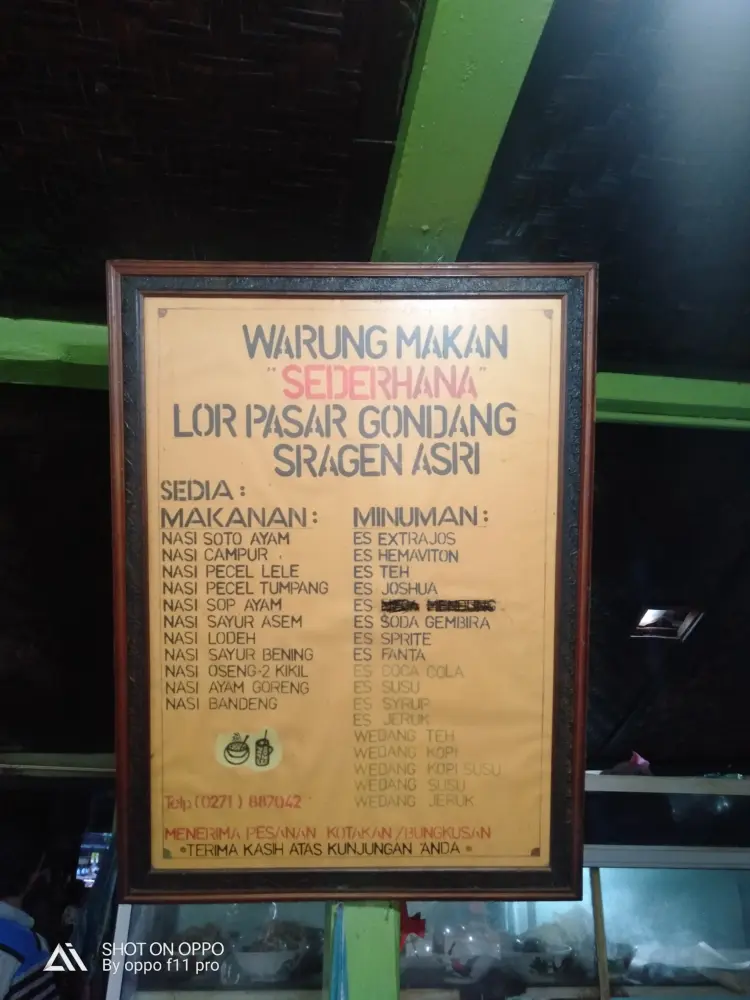 WARUNG MAKAN
"SEDERHANA"
LOR PASAR GONDANG
SRAGEN ASRI
SEDIA :
MAKANAN :
NASI SOTO AYAM
NASI CAMPUR
NASI PECEL LELE
NASI PECEL TUMPANG
NASI SOP AYAM
NASI SAYUR ASEM
NASI LODEH
NASI SAYUR BENING
NASI OSENG-2 KIKIL
NASI AYAM GORENG
NASI BANDENG
MINUMAN :
ES EXTRAJOS
ES HEMAVITON
ES TEH
ES JOSHUA
ES
ES SODA GEMBIRA
ES SPRITE
ES FANTA
ES COCA COLA
ES SUSU
ES SYRUP
ES JERUK
WEDANG TEH
WEDANG KOPI
WEDANG KOPI SUSU
WEDANG SUSU
WEDANG JERUK
Telp (0271) 887042
MENERIMA PESANAN KOTAKAN/BUNGKUSAN
TERIMA KASIH ATAS KUNJUNGAN ANDA
SHOT ON OPPO
By oppo f11 pro